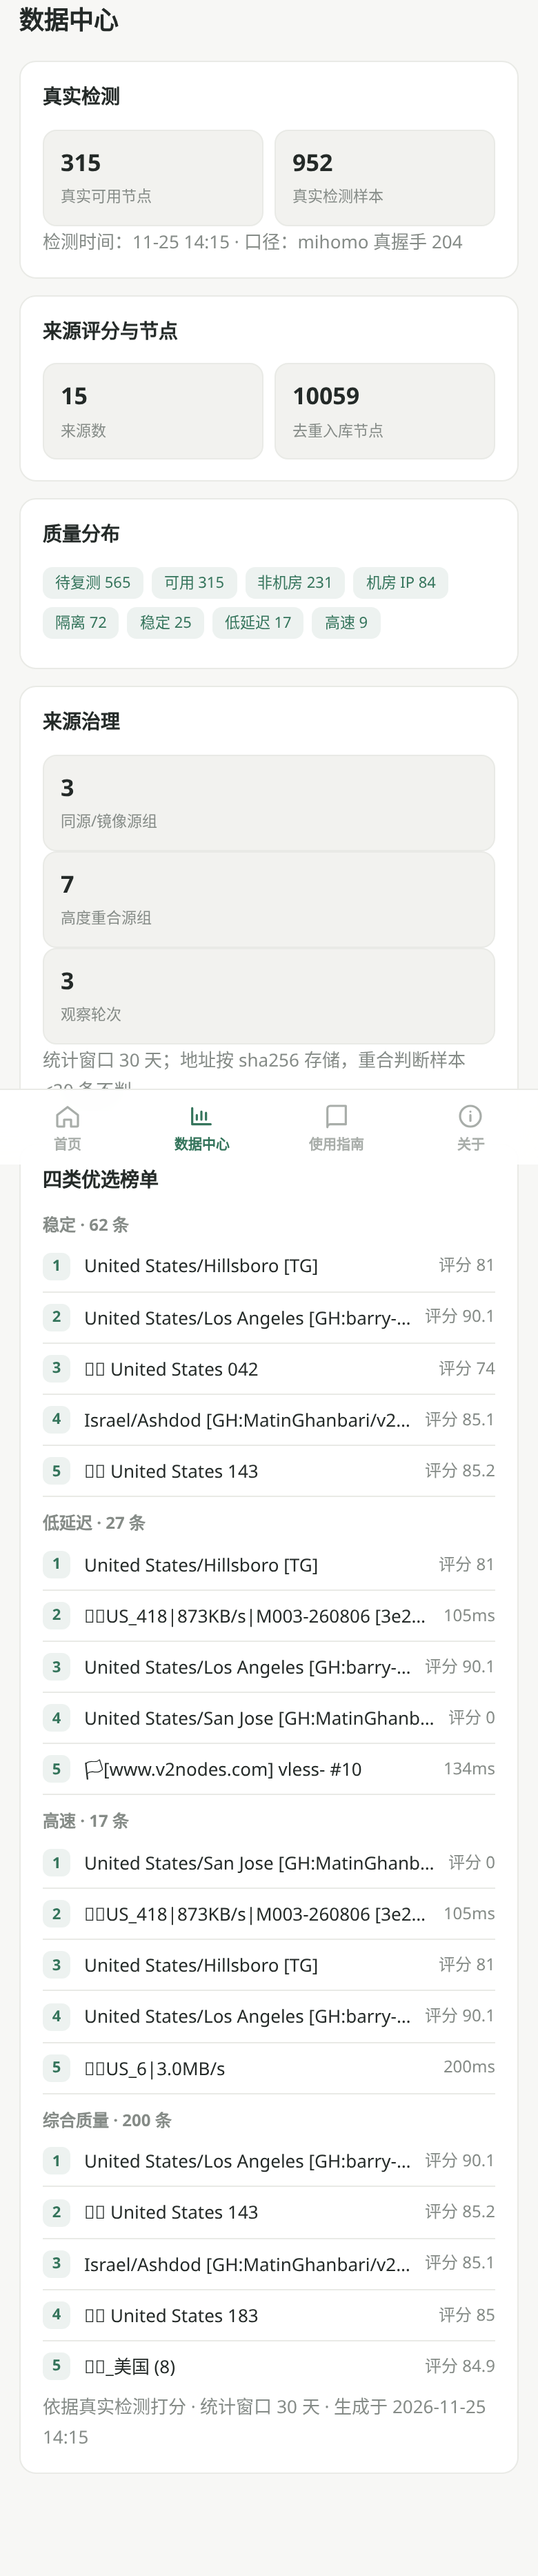 数据中心
真实检测
315
真实可用节点
952
真实检测样本
检测时间：11-25 14:15 · 口径：mihomo 真握手 204
来源评分与节点
15
来源数
10059
去重入库节点
质量分布
待复测 565
可用 315
非机房 231
机房 IP 84
隔离 72
稳定 25
低延迟 17
高速 9
来源治理
3
同源/镜像源组
7
高度重合源组
3
观察轮次
统计窗口 30 天；地址按 sha256 存储，重合判断样本
首页
数据中心
使用指南
关于
四类优选榜单
稳定 · 62 条
1 United States/Hillsboro [TG] 评分 81
2 United States/Los Angeles [GH:barry-... 评分 90.1
3 United States 042 评分 74
4 Israel/Ashdod [GH:MatinGhanbari/v2... 评分 85.1
5 United States 143 评分 85.2
低延迟 · 27 条
1 United States/Hillsboro [TG] 评分 81
2 US_418|873KB/s|M003-260806 [3e2... 105ms
3 United States/Los Angeles [GH:barry-... 评分 90.1
4 United States/San Jose [GH:MatinGhanb... 评分 0
5 🏳[www.v2nodes.com] vless- #10 134ms
高速 · 17 条
1 United States/San Jose [GH:MatinGhanb... 评分 0
2 US_418|873KB/s|M003-260806 [3e2... 105ms
3 United States/Hillsboro [TG] 评分 81
4 United States/Los Angeles [GH:barry-... 评分 90.1
5 US_6|3.0MB/s 200ms
综合质量 · 200 条
1 United States/Los Angeles [GH:barry-... 评分 90.1
2 United States 143 评分 85.2
3 Israel/Ashdod [GH:MatinGhanbari/v2... 评分 85.1
4 United States 183 评分 85
5 _美国 (8) 评分 84.9
依据真实检测打分 · 统计窗口 30 天 · 生成于 2026-11-25
14:15